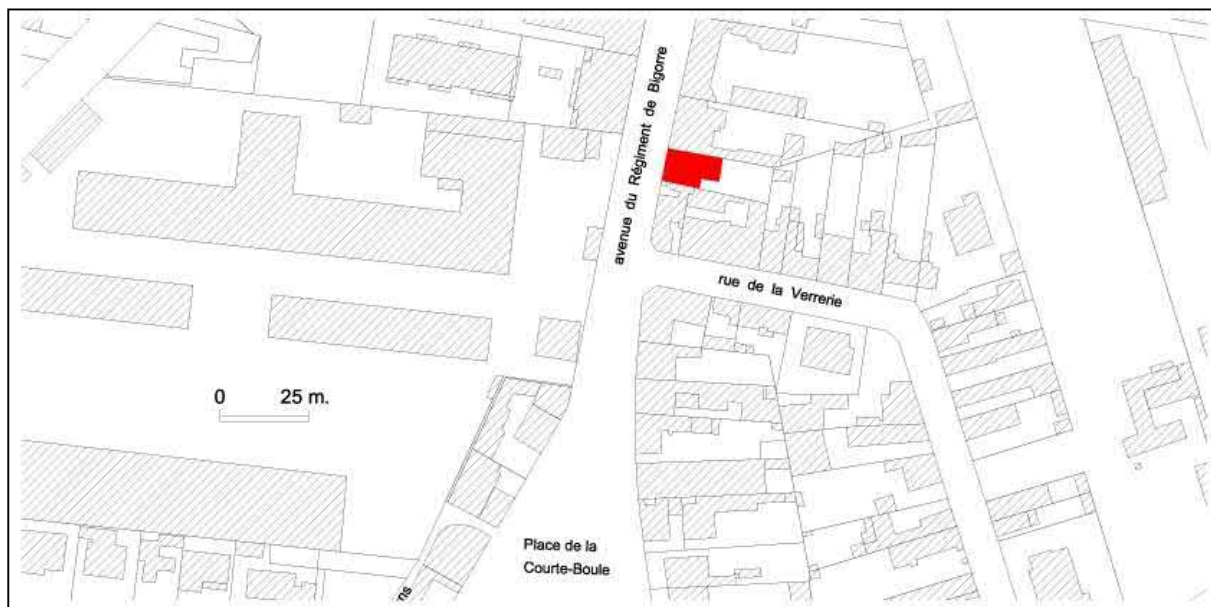 avenue du Régiment de Bigorre
rue de la Verrerie
0 25 m.
Place de la
Courte-Boule